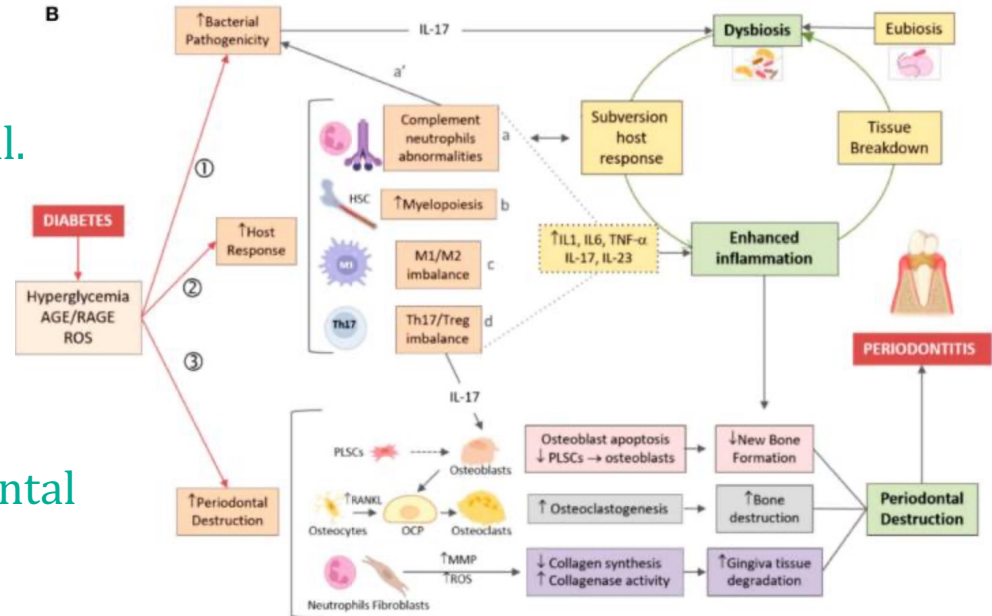 B
l.
ntal
↑Bacterial
Pathogenicity
IL-17
Dysbiosis
Eubiosis
a'
Complement
neutrophils
abnormalities
a
Subversion
host
response
Tissue
Breakdown
①
HSC
↑Myelopoiesis
b
DIABETES
↑Host
Response
②
M1
M1/M2
imbalance
c
↑IL1, IL6, TNF-α
IL-17, IL-23
Enhanced
inflammation
Hyperglycemia
AGE/RAGE
ROS
Th17
Th17/Treg
imbalance
d
③
PERIODONTITIS
IL-17
PLSCs
Osteoblasts
Osteoblast apoptosis
↓ PLSCs → osteoblasts
↓New Bone
Formation
↑Periodontal
Destruction
↑RANKL
Osteocytes
OCP
Osteoclasts
↑ Osteoclastogenesis
↑Bone
destruction
Periodontal
Destruction
↑MMP
↑ROS
Neutrophils Fibroblasts
↓ Collagen synthesis
↑ Collagenase activity
↑Gingiva tissue
degradation